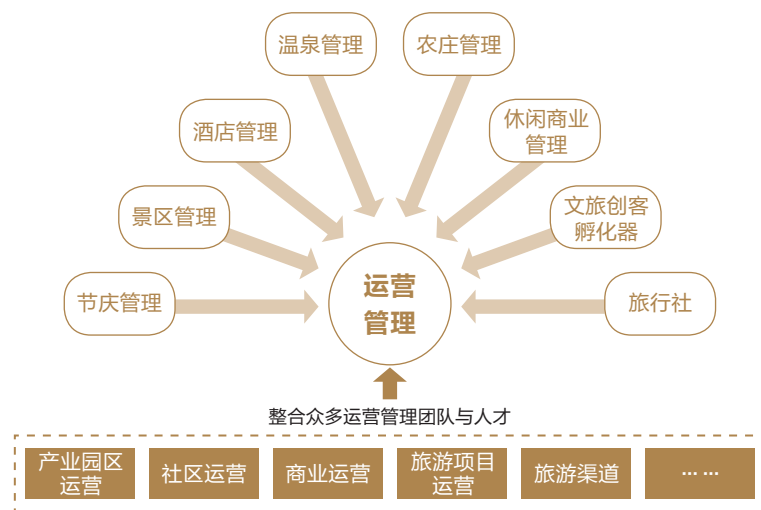 温泉管理
农庄管理
酒店管理
休闲商业
管理
景区管理
文旅创客
孵化器
节庆管理
运营
管理
旅行社
整合众多运营管理团队与人才
产业园区
运营
社区运营
商业运营
旅游项目
运营
旅游渠道
... ...